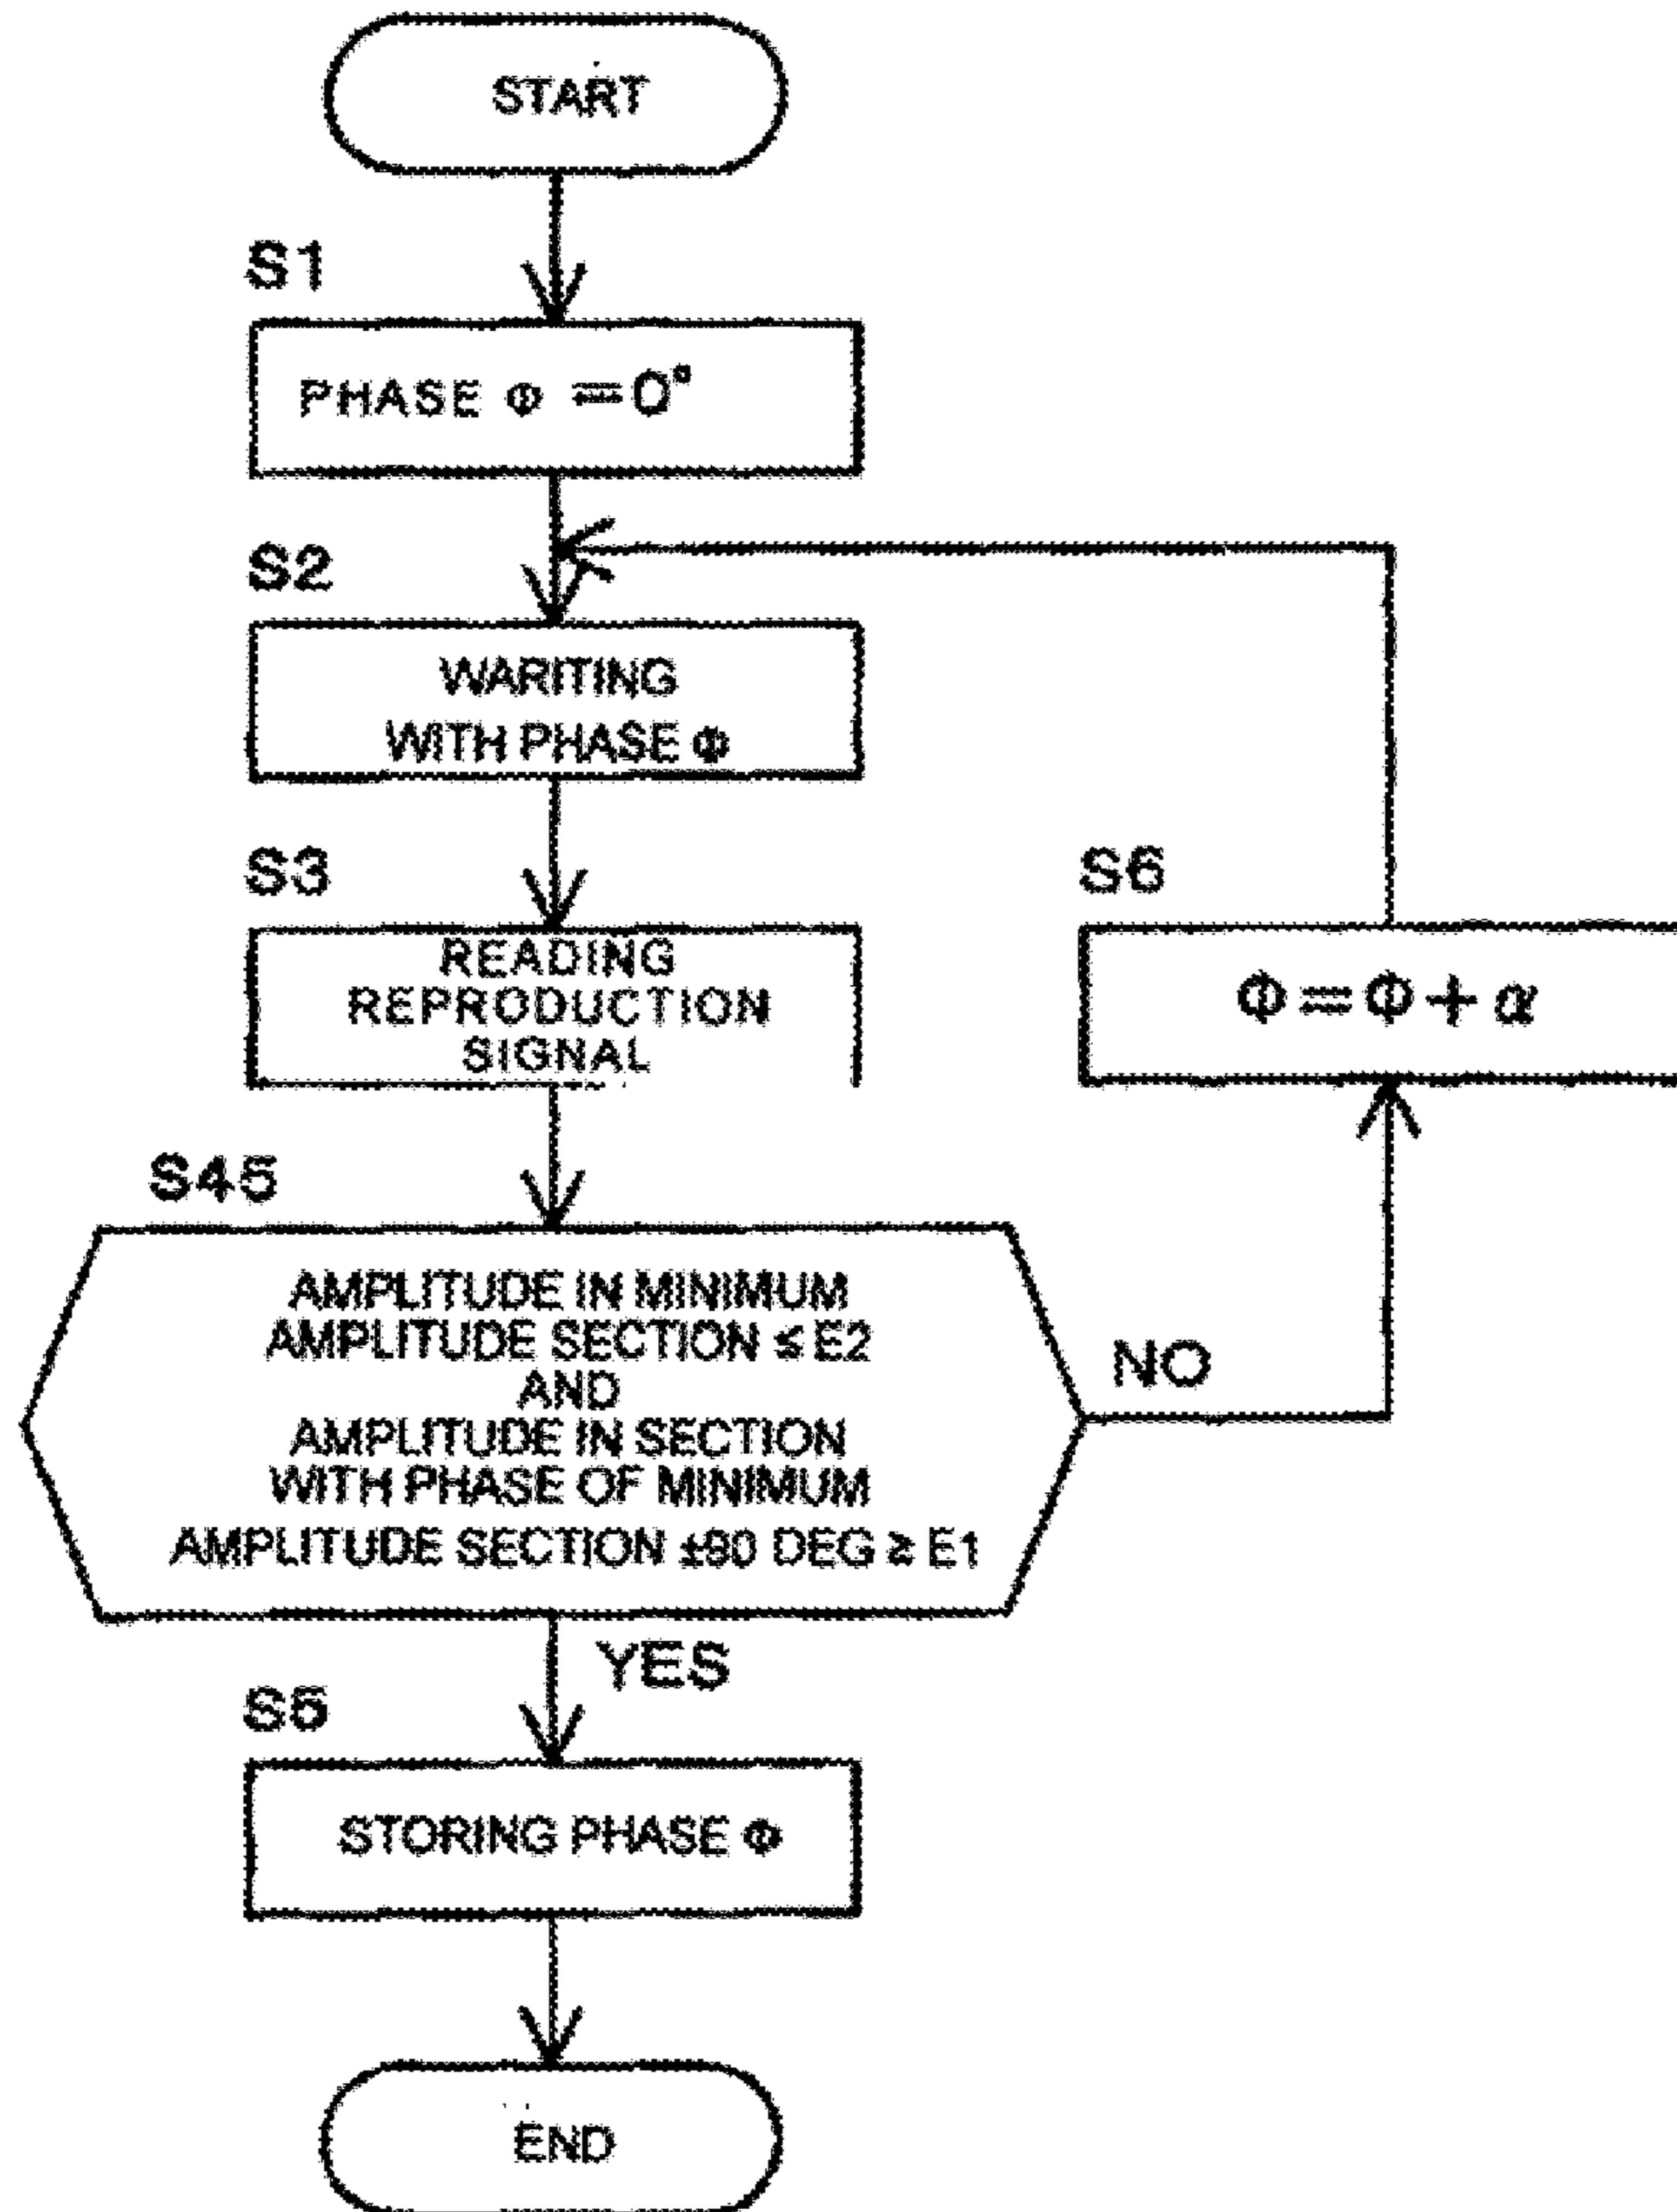 START
S1
PHASE Φ =0°
S2
WARITING
WITH PHASE Φ
S3
READING
REPRODUCTION
SIGNAL
S6
Φ=Φ+α
S45
AMPLITUDE IN MINIMUM
AMPLITUDE SECTION ≤ E2
AND
AMPLITUDE IN SECTION
WITH PHASE OF MINIMUM
AMPLITUDE SECTION ±90 DEG ≥ E1
NO
YES
S5
STORING PHASE Φ
END